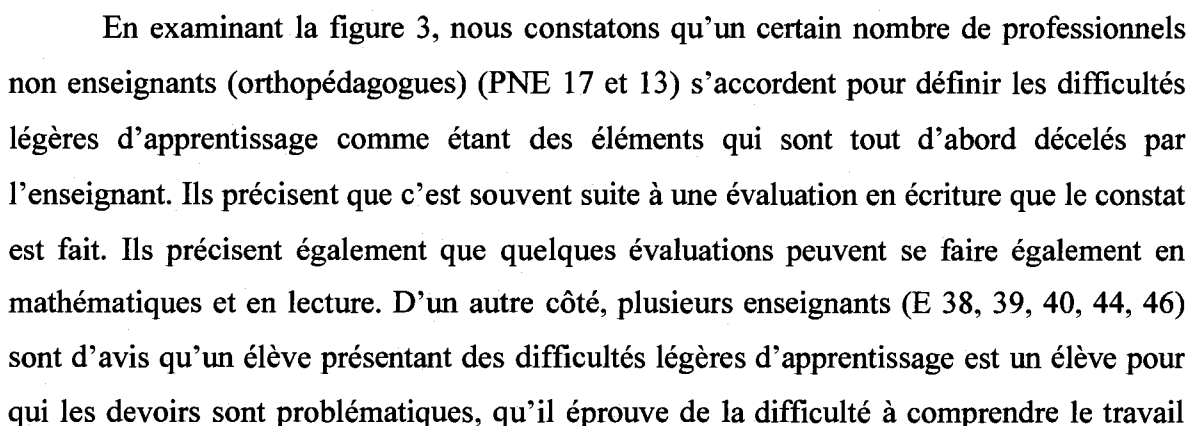 En examinant la figure 3, nous constatons qu’un certain nombre de professionnels
non enseignants (orthopédagogues) (PNE 17 et 13) s’accordent pour définir les difficultés
légères d’apprentissage comme étant des éléments qui sont tout d’abord décelés par
l’enseignant. Ils précisent que c’est souvent suite à une évaluation en écriture que le constat
est fait. Ils précisent également que quelques évaluations peuvent se faire également en
mathématiques et en lecture. D’un autre côté, plusieurs enseignants (E 38, 39, 40, 44, 46)
sont d’avis qu’un élève présentant des difficultés légères d’apprentissage est un élève pour
qui les devoirs sont problématiques, qu’il éprouve de la difficulté à comprendre le travail